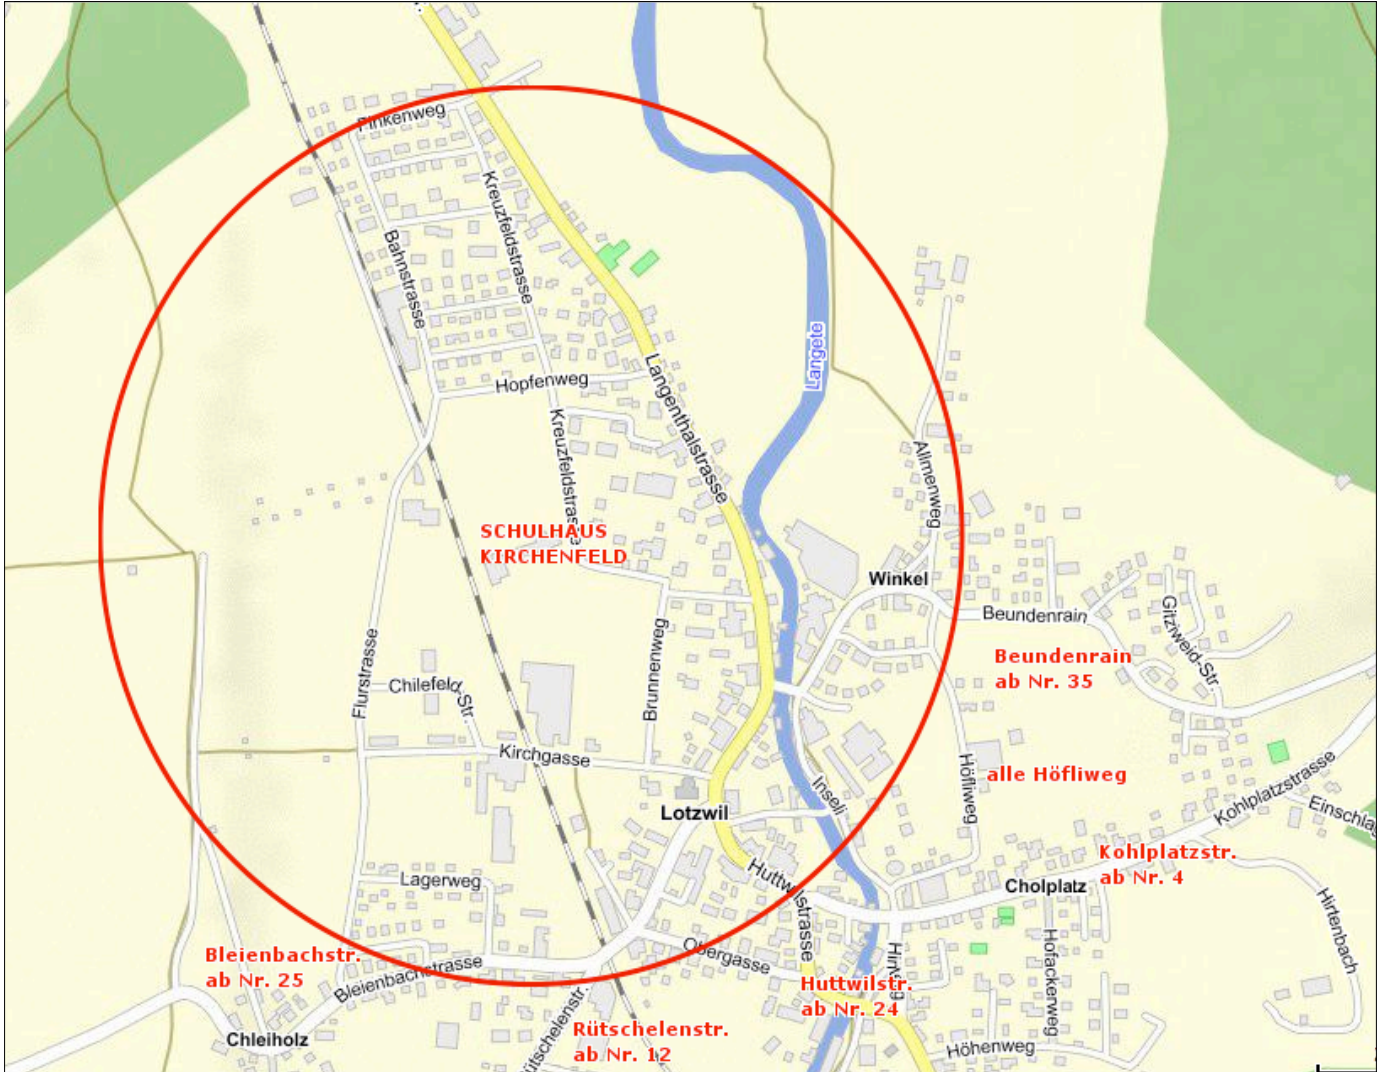 Finkenweg
Kreuzfeldstrasse
Bahnstrasse
Langete
Hopfenweg
Langenthalstrasse
Kreuzfeldstrasse
Allmenweg
SCHULHAUS
KIRCHENFELD
Winkel
Beundenrain
Gitziweid-Str.
Brunnenweg
Flurstrasse
Beundenrain
ab Nr. 35
Chilefeld-Str.
Kirchgasse
Höfliweg
alle Höfliweg
Inseli
Kohlplatzstrasse
Einschlag
Lotzwil
Kohlplatzstr.
ab Nr. 4
Huttwilstrasse
Lagerweg
Cholplatz
Hirtenbach
Obergasse
Hofackerweg
Bleienbachstr.
ab Nr. 25
Bleienbachstrasse
Huttwilstr.
ab Nr. 24
Rütschelenstr.
ab Nr. 12
Chleiholz
Höhenweg